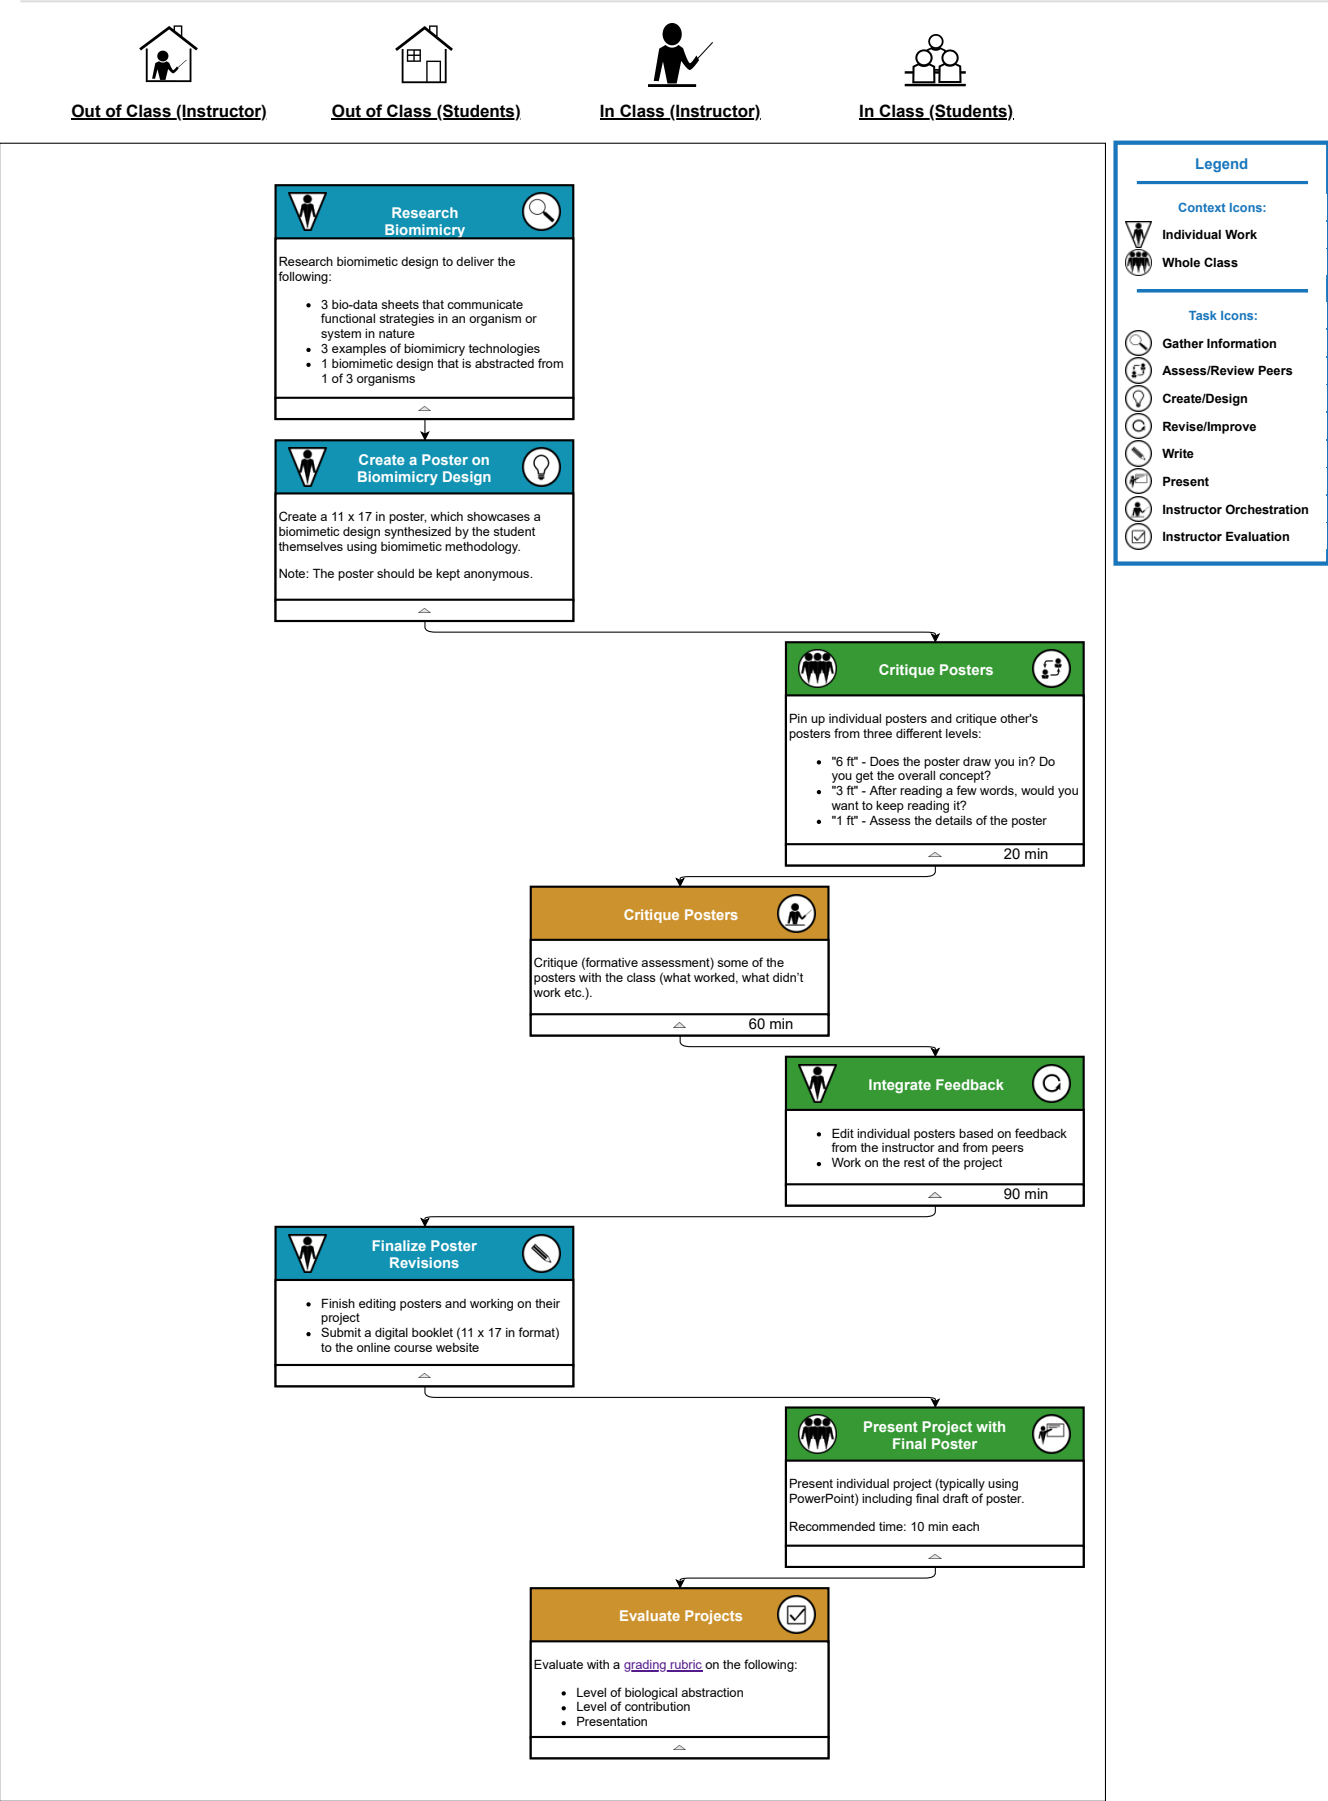 Out of Class (Instructor)
Out of Class (Students)
In Class (Instructor)
In Class (Students)
Legend
Context Icons:
Individual Work
Whole Class
Task Icons:
Gather Information
Assess/Review Peers
Create/Design
Revise/Improve
Write
Present
Instructor Orchestration
Instructor Evaluation
Research
Biomimicry
Research biomimetic design to deliver the
following:
• 3 bio-data sheets that communicate
functional strategies in an organism or
system in nature
• 3 examples of biomimicry technologies
• 1 biomimetic design that is abstracted from
1 of 3 organisms
Create a Poster on
Biomimicry Design
Create a 11 x 17 in poster, which showcases a
biomimetic design synthesized by the student
themselves using biomimetic methodology.
Note: The poster should be kept anonymous.
Critique Posters
Pin up individual posters and critique other's
posters from three different levels:
• "6 ft" - Does the poster draw you in? Do
you get the overall concept?
• "3 ft" - After reading a few words, would you
want to keep reading it?
• "1 ft" - Assess the details of the poster
20 min
Critique Posters
Critique (formative assessment) some of the
posters with the class (what worked, what didn't
work etc.).
60 min
Integrate Feedback
• Edit individual posters based on feedback
from the instructor and from peers
• Work on the rest of the project
90 min
Finalize Poster
Revisions
• Finish editing posters and working on their
project
• Submit a digital booklet (11 x 17 in format)
to the online course website
Present Project with
Final Poster
Present individual project (typically using
PowerPoint) including final draft of poster.
Recommended time: 10 min each
Evaluate Projects
Evaluate with a grading rubric on the following:
• Level of biological abstraction
• Level of contribution
• Presentation